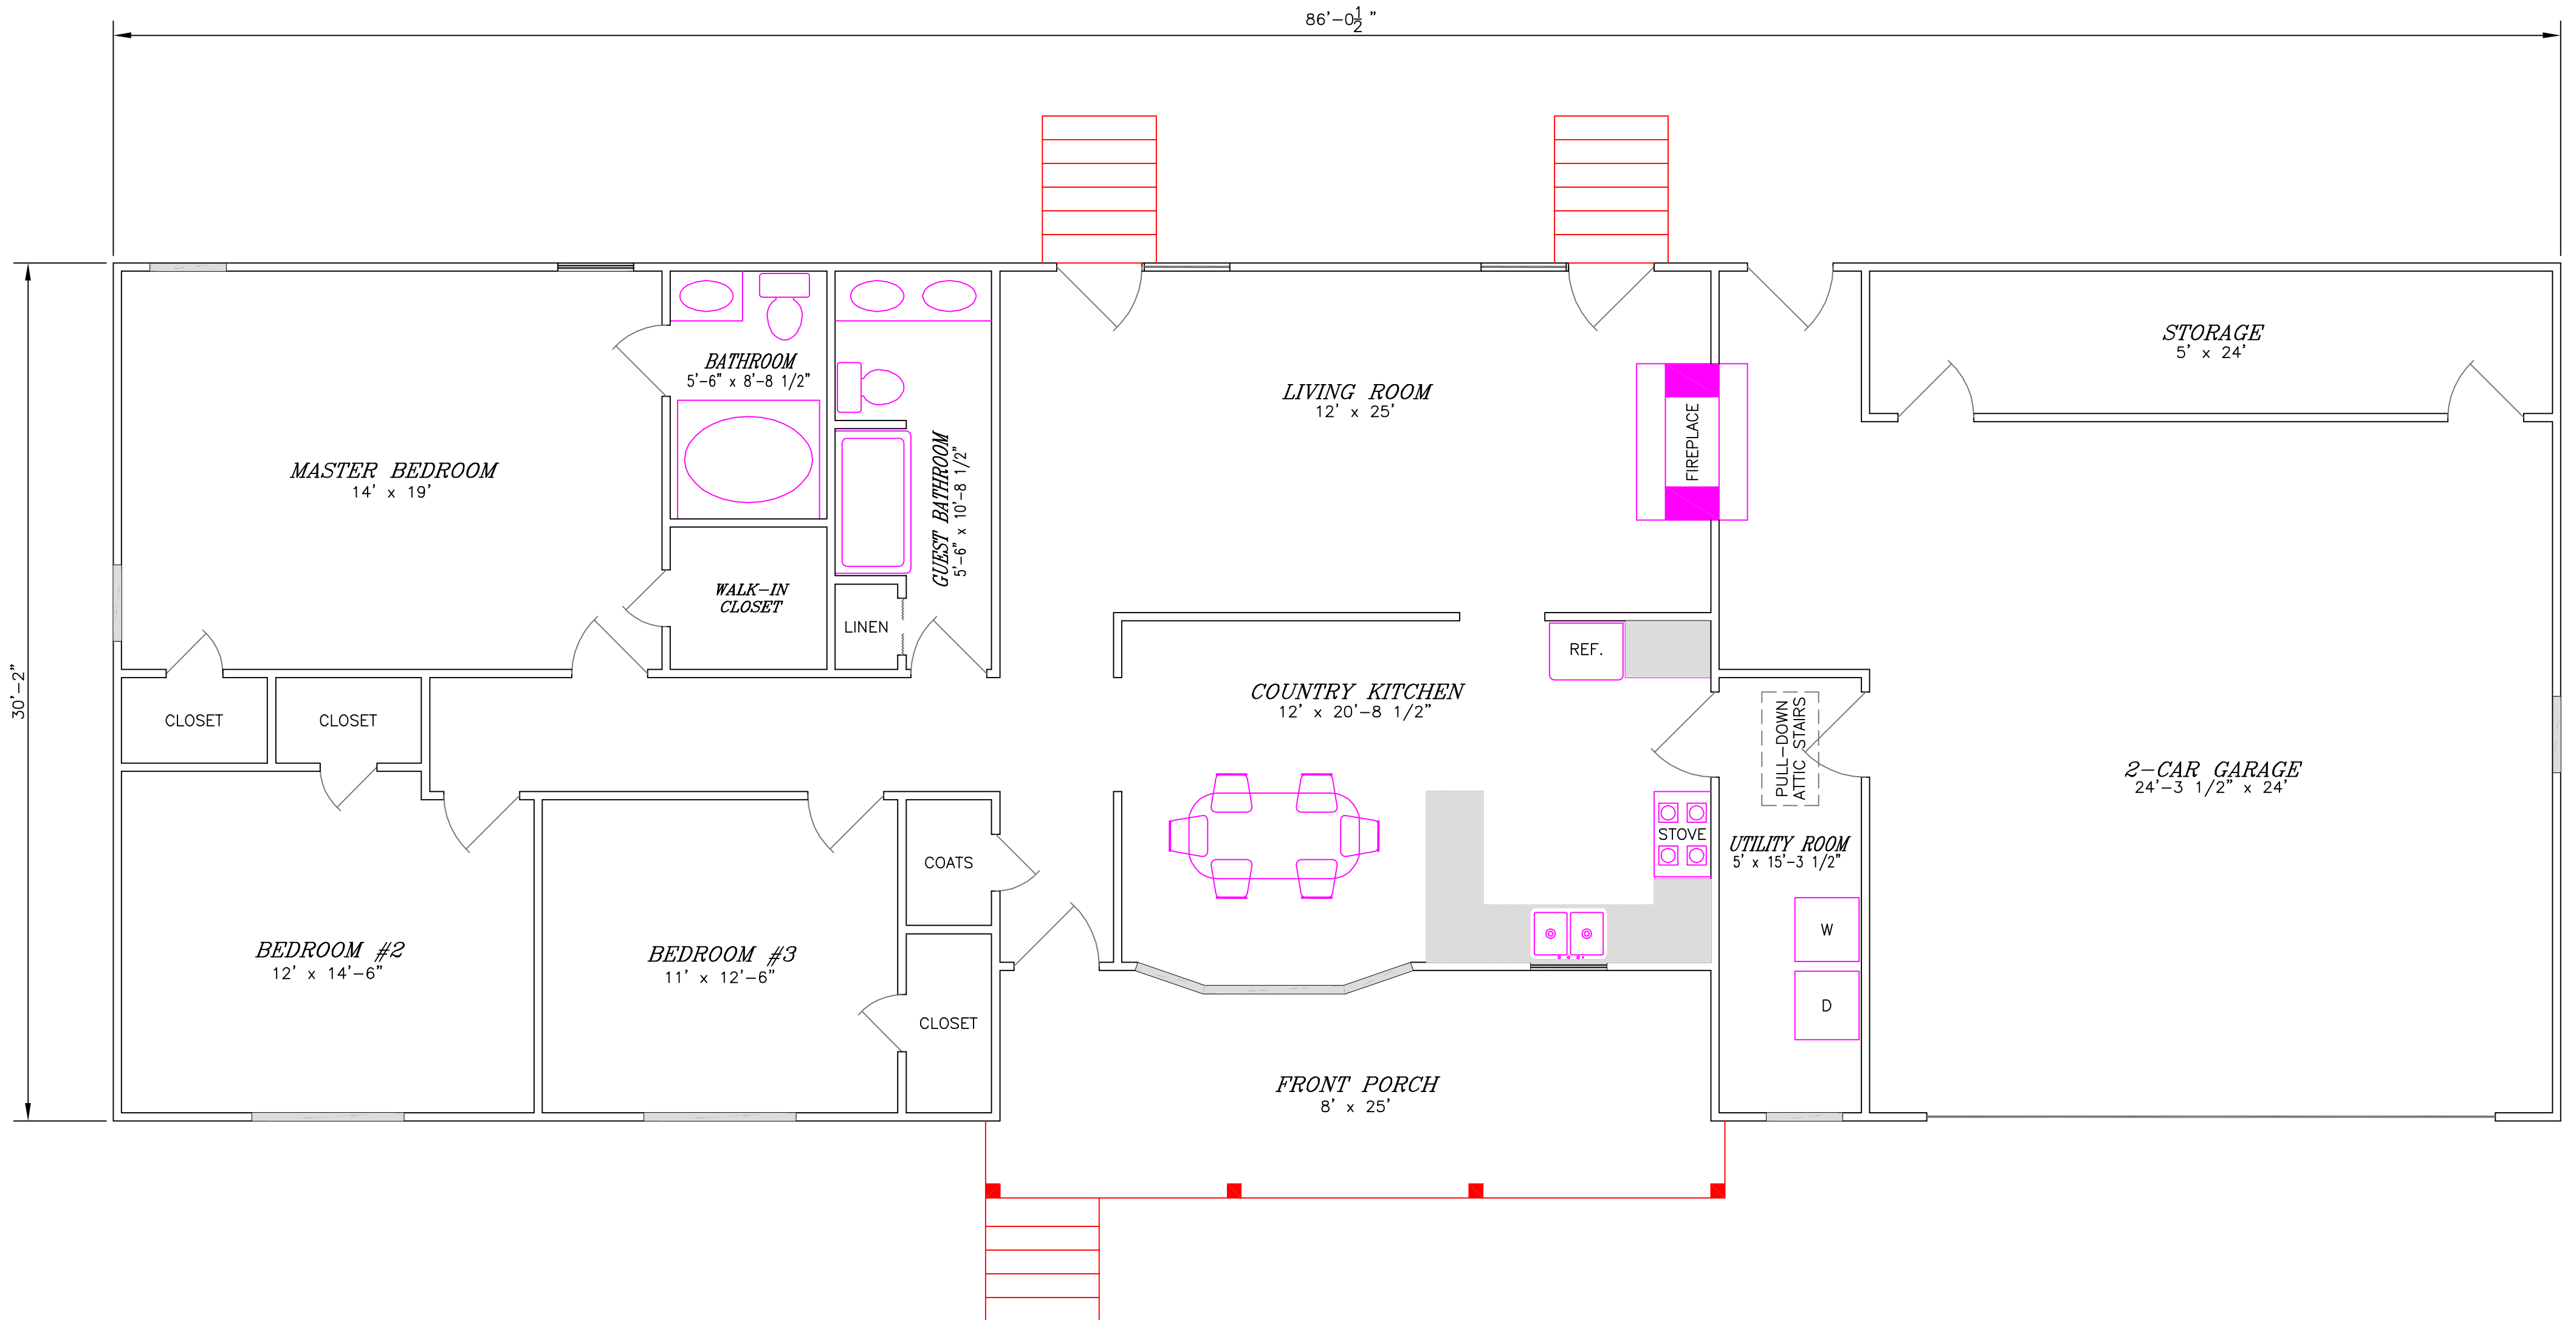 86'-0 1/2"
30'-2"
MASTER BEDROOM
14' x 19'
BATHROOM
5'-6" x 8'-8 1/2"
GUEST BATHROOM
5'-6" x 10'-8 1/2"
WALK-IN
CLOSET
LINEN
LIVING ROOM
12' x 25'
FIREPLACE
STORAGE
5' x 24'
CLOSET
CLOSET
REF.
COUNTRY KITCHEN
12' x 20'-8 1/2"
PULL-DOWN
ATTIC STAIRS
2-CAR GARAGE
24'-3 1/2" x 24'
STOVE
UTILITY ROOM
5' x 15'-3 1/2"
COATS
BEDROOM #2
12' x 14'-6"
BEDROOM #3
11' x 12'-6"
W
D
CLOSET
FRONT PORCH
8' x 25'